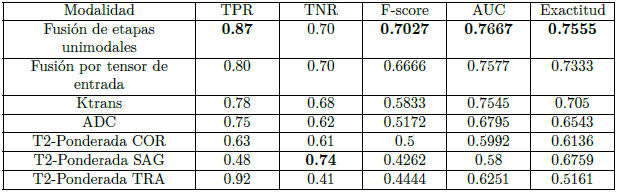 Modalidad TPR TNR F-score AUC Exactitud
Fusión de etapas 0.87 0.70 0.7027 0.7667 0.7555
unimodales
Fusión por tensor de 0.80 0.70 0.6666 0.7577 0.7333
entrada
Ktrans 0.78 0.68 0.5833 0.7545 0.705
ADC 0.75 0.62 0.5172 0.6795 0.6543
T2-Ponderada COR 0.63 0.61 0.5 0.5992 0.6136
T2-Ponderada SAG 0.48 0.74 0.4262 0.58 0.6759
T2-Ponderada TRA 0.92 0.41 0.4444 0.6251 0.5161